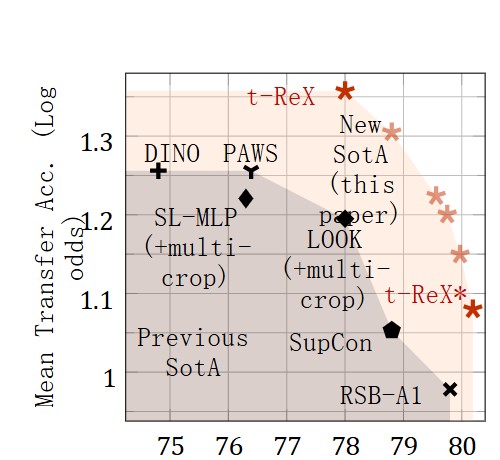 Mean Transfer Acc. (Log
odds)
1.3
1.2
1.1
1
t-ReX
New
SotA
(this
paper)
DINO
PAWS
SL-MLP
(+multi-
crop)
LOOK
(+multi-
crop)
t-ReX*
Previous
SotA
SupCon
RSB-A1
75 76 77 78 79 80